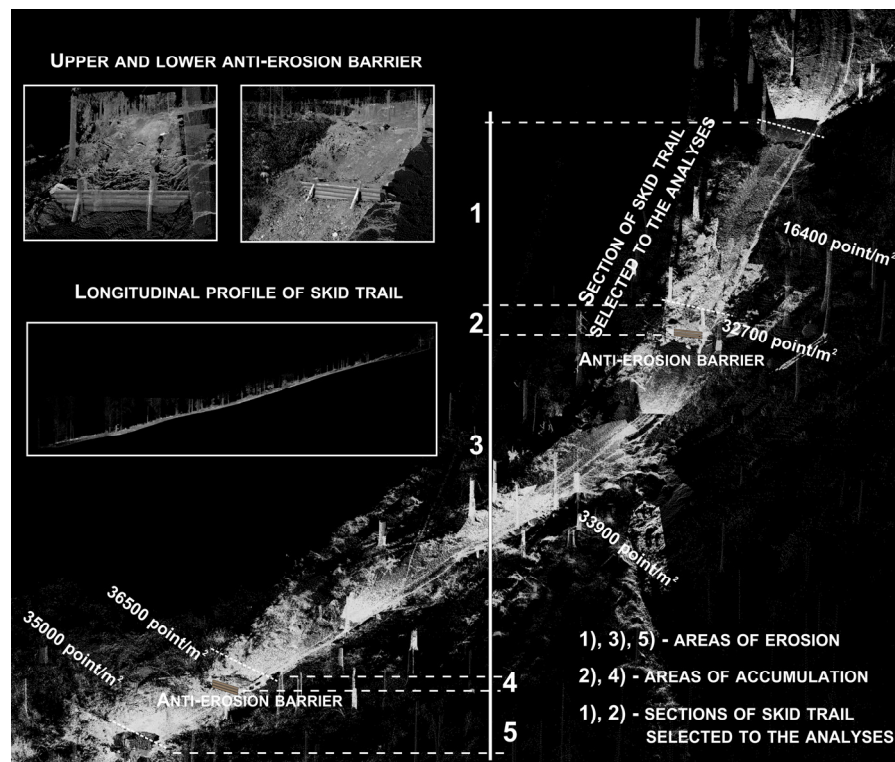 UPPER AND LOWER ANTI-EROSION BARRIER
LONGITUDINAL PROFILE OF SKID TRAIL
SECTION OF SKID TRAIL
SELECTED TO THE ANALYSES
1
16400 point/m²
2
32700 point/m²
ANTI-EROSION BARRIER
3
33900 point/m²
36500 point/m²
35000 point/m²
ANTI-EROSION BARRIER
4
5
1), 3), 5) - AREAS OF EROSION
2), 4) - AREAS OF ACCUMULATION
1), 2) - SECTIONS OF SKID TRAIL
SELECTED TO THE ANALYSES